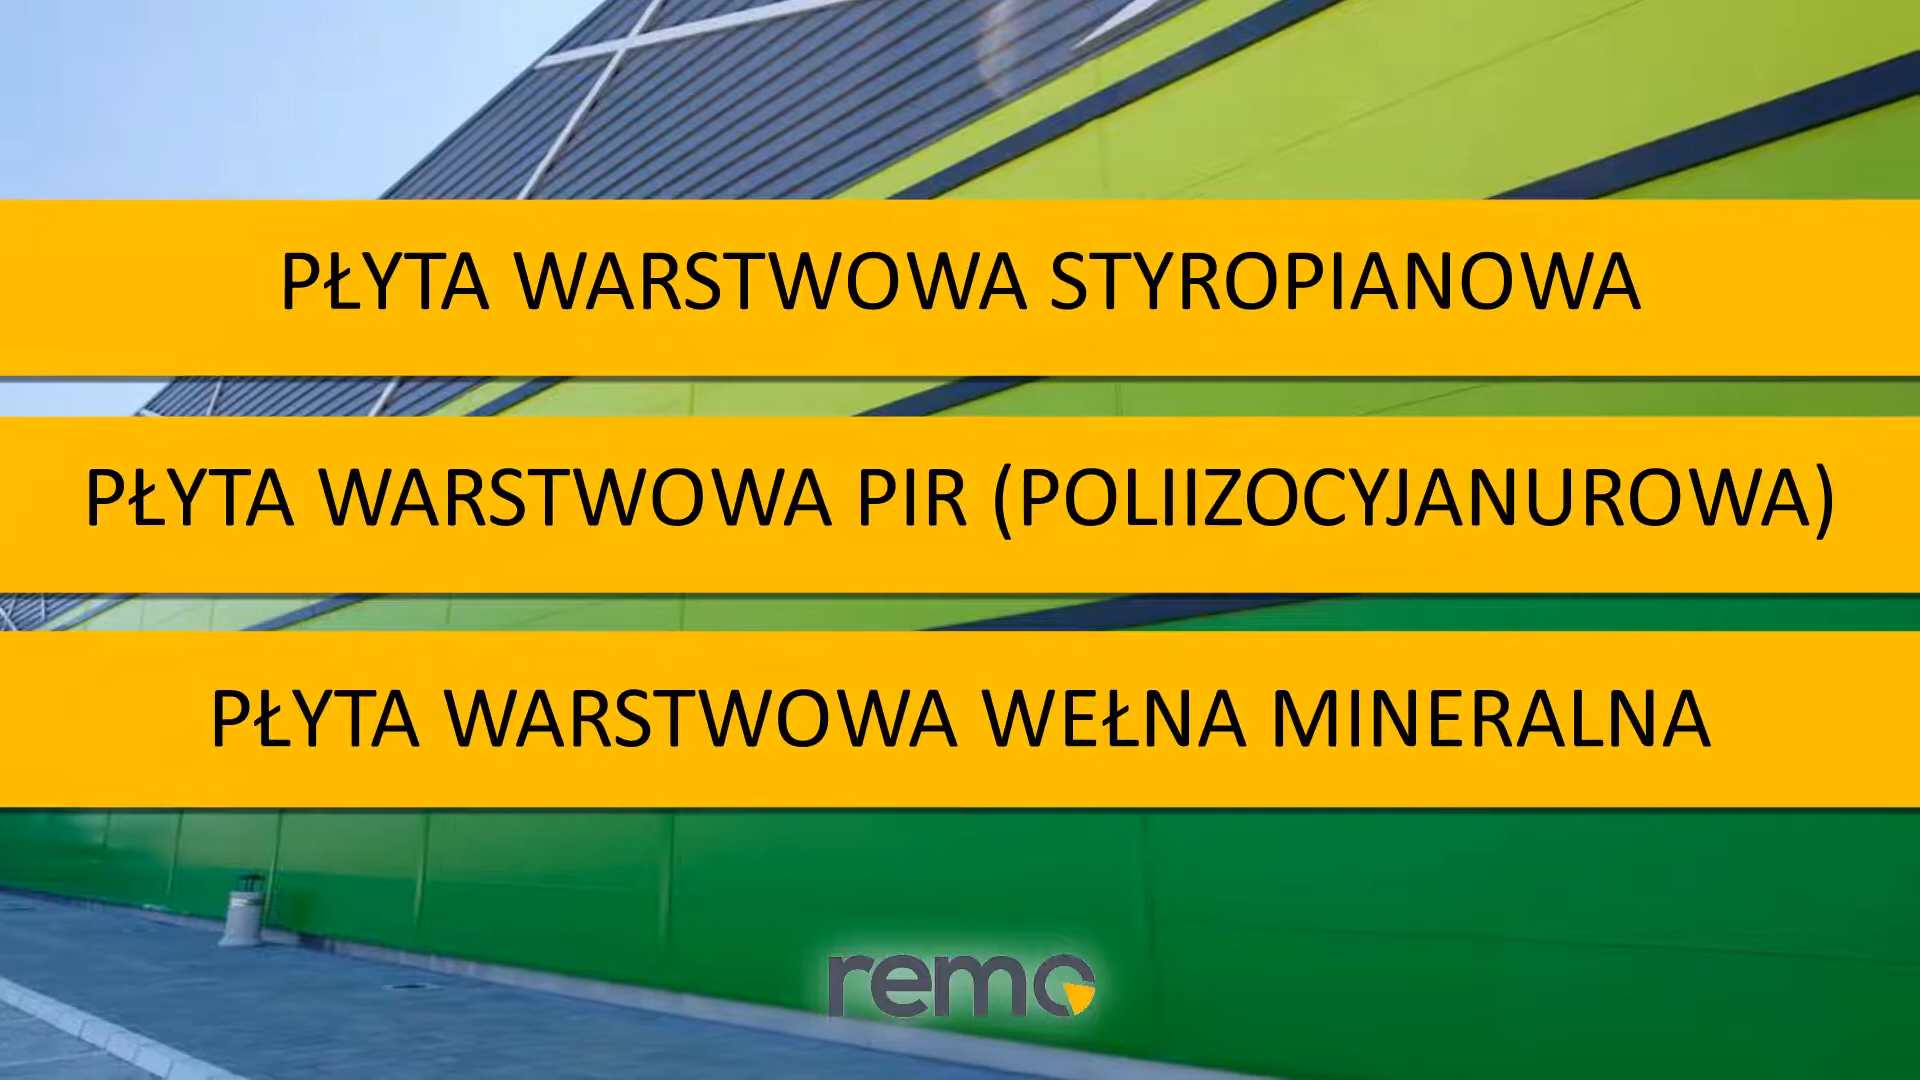 PŁYTA WARSTWOWA STYROPIANOWA
PŁYTA WARSTWOWA PIR (POLIIZOCYJANUROWA)
PŁYTA WARSTWOWA WEŁNA MINERALNA
remo